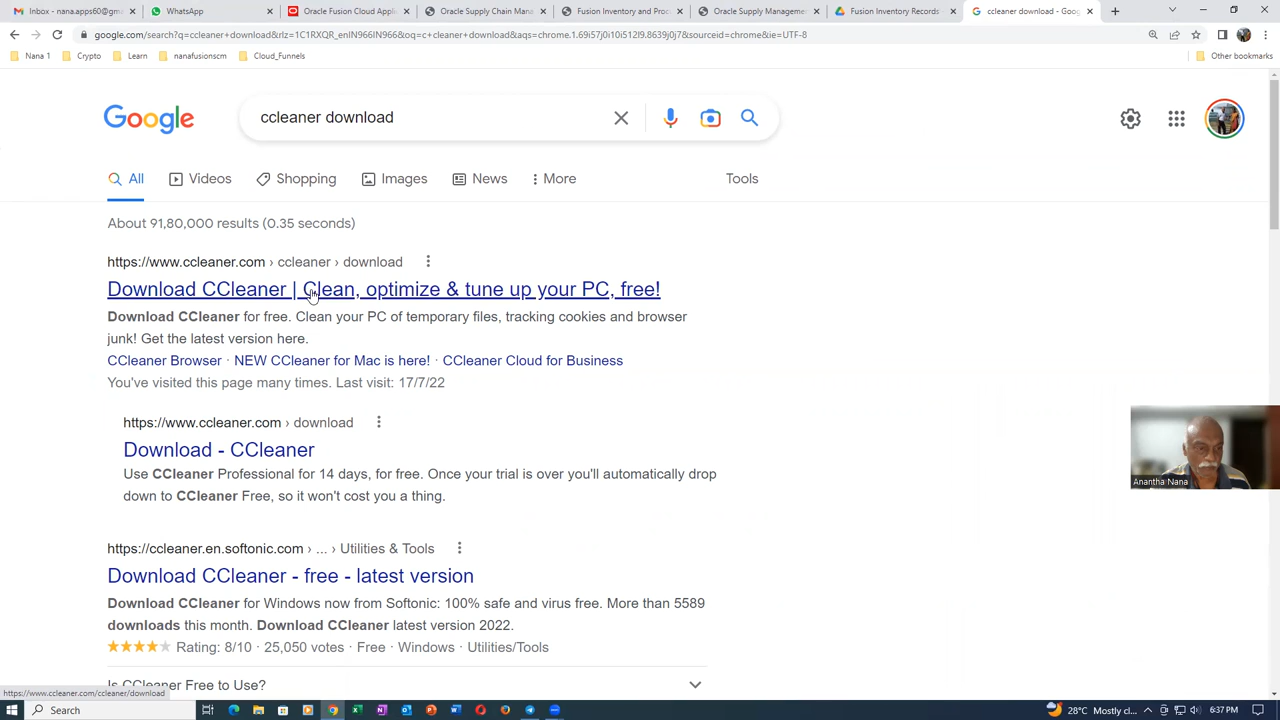 Inbox - nana.apps60@gm
WhatsApp
Oracle Fusion Cloud Applic
Oracle Supply Chain Mana
Fusion Inventory and Proc
Oracle Supply Managemen
Fusion Inventory Records
ccleaner download - Goog
google.com/search?q=ccleaner+download&rlz=1C1RXQR_enIN966IN966&oq=c+cleaner+download&aqs=chrome.1.69i57j0i10i512l9.8639j0j7&sourceid=chrome&ie=UTF-8
Nana 1
Crypto
Learn
nanafusionscm
Cloud_Funnels
Other bookmarks
Google
ccleaner download
All
Videos
Shopping
Images
News
More
Tools
About 91,80,000 results (0.35 seconds)
https://www.ccleaner.com › ccleaner › download
Download CCleaner | Clean, optimize & tune up your PC, free!
Download CCleaner for free. Clean your PC of temporary files, tracking cookies and browser
junk! Get the latest version here.
CCleaner Browser · NEW CCleaner for Mac is here! · CCleaner Cloud for Business
You've visited this page many times. Last visit: 17/7/22
https://www.ccleaner.com › download
Download - CCleaner
Use CCleaner Professional for 14 days, for free. Once your trial is over you'll automatically drop
down to CCleaner Free, so it won't cost you a thing.
Anantha Nana
https://ccleaner.en.softonic.com › ... › Utilities & Tools
Download CCleaner - free - latest version
Download CCleaner for Windows now from Softonic: 100% safe and virus free. More than 5589
downloads this month. Download CCleaner latest version 2022.
Rating: 8/10 · 25,050 votes · Free · Windows · Utilities/Tools
Is CCleaner Free to Use?
https://www.ccleaner.com/ccleaner/download
Search
28°C Mostly cl...
6:37 PM